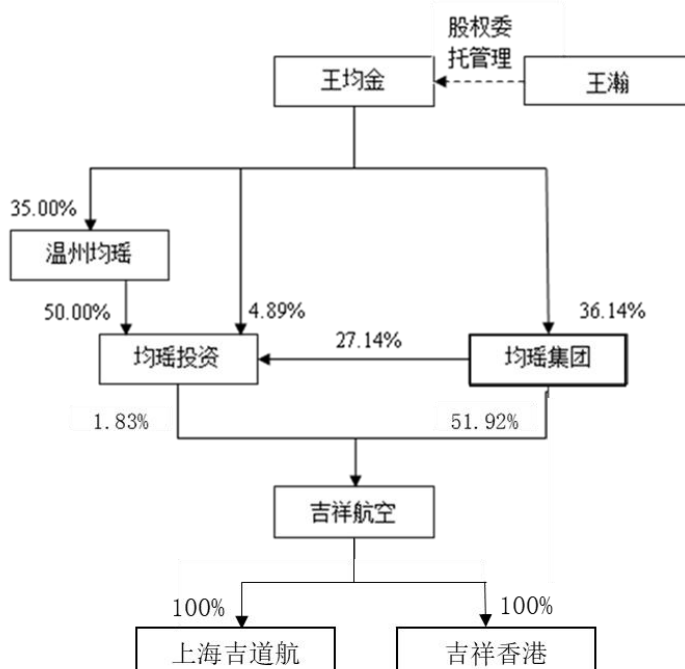 股权委
托管理
王均金
王瀚
35.00%
温州均瑶
50.00%
4.89%
36.14%
均瑶投资
27.14%
均瑶集团
1.83%
51.92%
吉祥航空
100%
100%
上海吉道航
吉祥香港